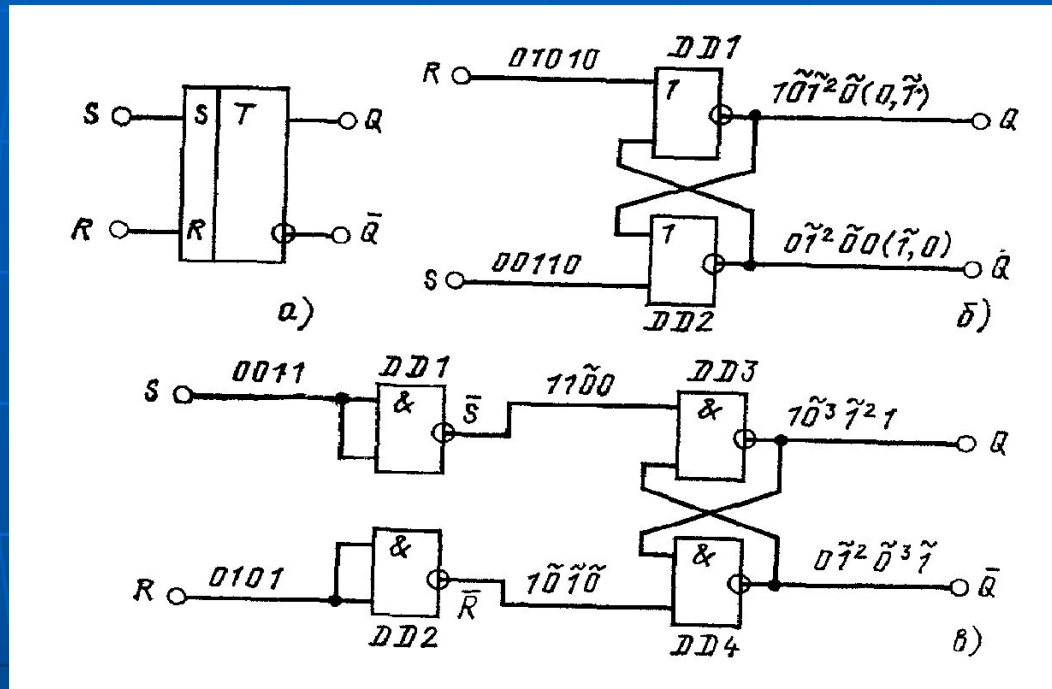 S
S T
Q
R
R
Q̄
а)
R
01010
DD1
1
10̃1̃²0̃(0,1̃)
Q
S
00110
1
DD2
01̃²0̃0(1̃,0)
Q̄
б)
S
0011
DD1
&
S̄
110̃0
DD3
&
10̃³1̃²1
Q
R
0101
&
DD2
R̄
10̃1̃0̃
&
DD4
01̃²0̃³1̃
Q̄
в)